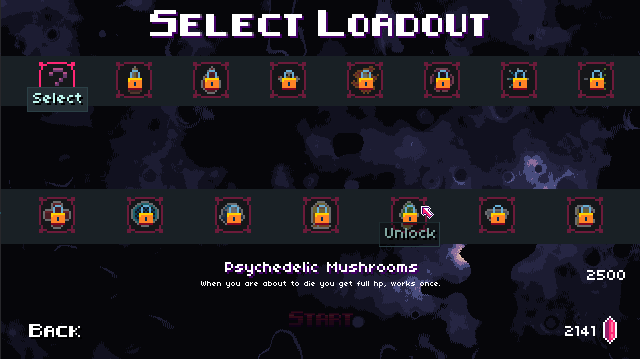 SELECT LOADOUT
?
Select
Unlock
Psychedelic Mushrooms
When you are about to die you get full hp, works once.
2500
START
BACK
2141